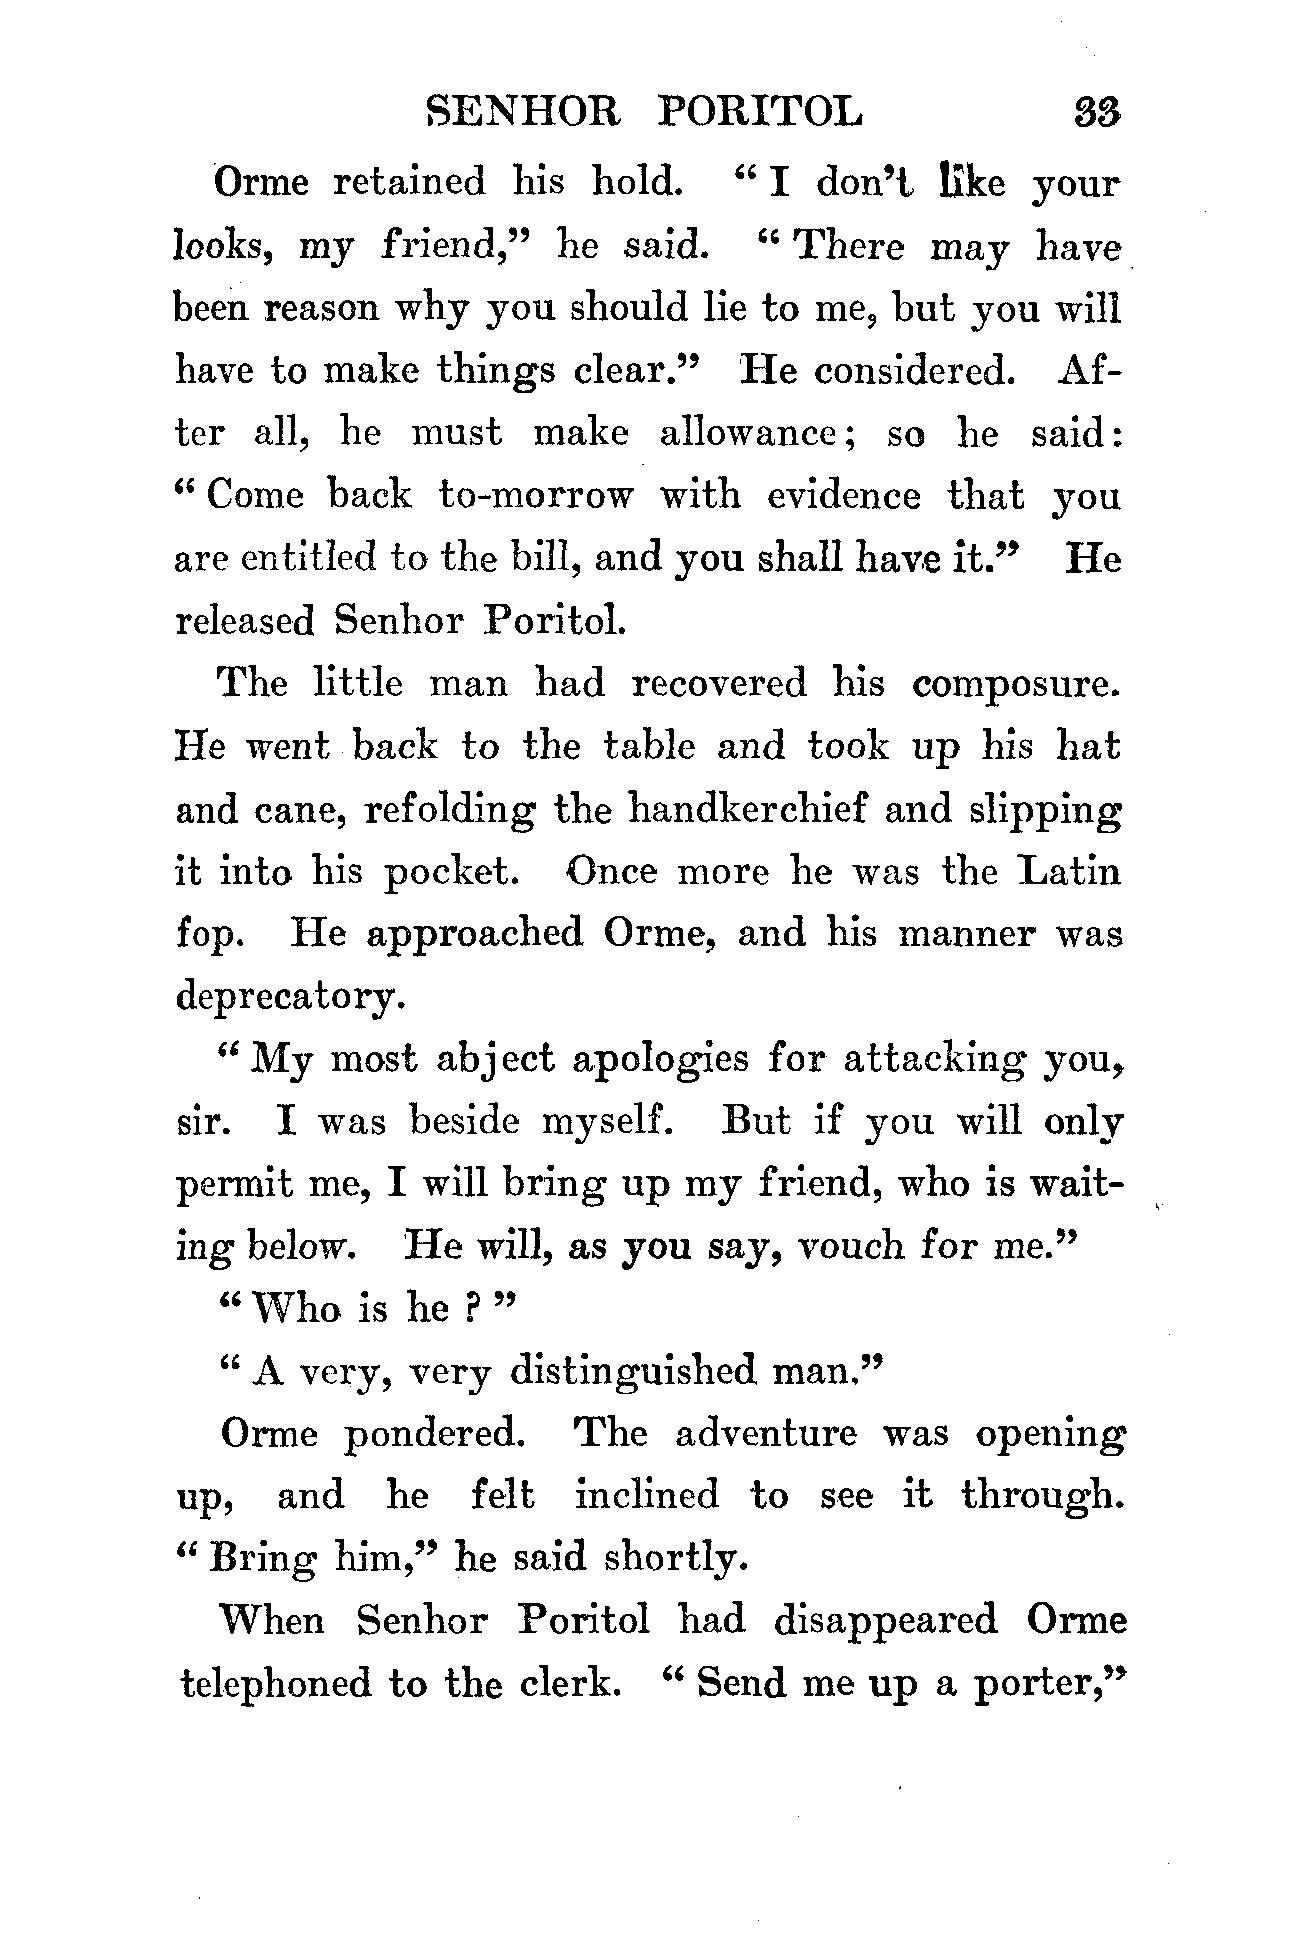 SENHOR PORITOL 33
Orme retained his hold. “ I don’t like your
looks, my friend,” he said. “ There may have
been reason why you should lie to me, but you will
have to make things clear.” He considered. Af-
ter all, he must make allowance; so he said:
“ Come back to-morrow with evidence that you
are entitled to the bill, and you shall have it.” He
released Senhor Poritol.
The little man had recovered his composure.
He went back to the table and took up his hat
and cane, refolding the handkerchief and slipping
it into his pocket. Once more he was the Latin
fop. He approached Orme, and his manner was
deprecatory.
“ My most abject apologies for attacking you,
sir. I was beside myself. But if you will only
permit me, I will bring up my friend, who is wait-
ing below. He will, as you say, vouch for me.”
“ Who is he ? ”
“ A very, very distinguished man.”
Orme pondered. The adventure was opening
up, and he felt inclined to see it through.
“ Bring him,” he said shortly.
When Senhor Poritol had disappeared Orme
telephoned to the clerk. “ Send me up a porter,”